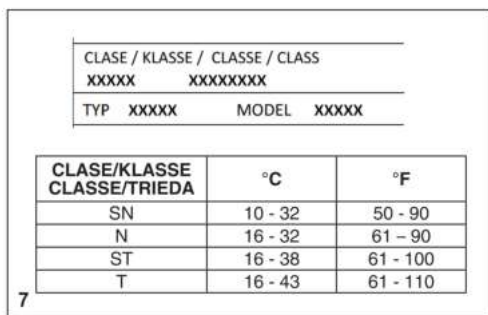 CLASE / KLASSE / CLASSE / CLASS
XXXXX XXXXXXXX
TYP XXXXX MODEL XXXXX
CLASE/KLASSE CLASSE/TRIEDA °C °F
SN 10 - 32 50 - 90
N 16 - 32 61 – 90
ST 16 - 38 61 - 100
T 16 - 43 61 - 110
7